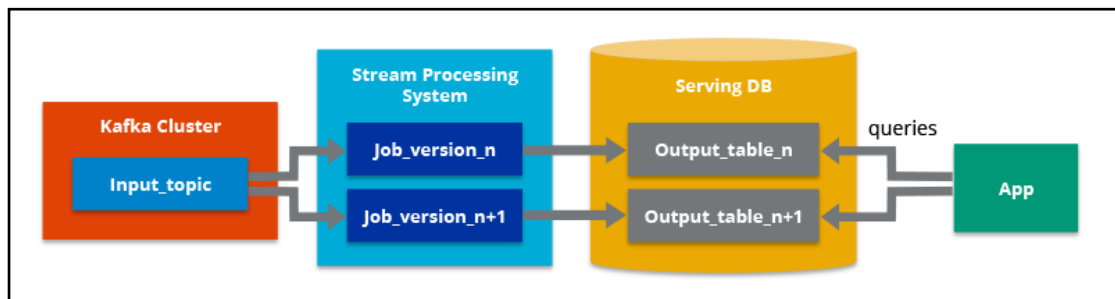 Kafka Cluster
Input_topic
Stream Processing
System
Job_version_n
Job_version_n+1
Serving DB
Output_table_n
Output_table_n+1
queries
App